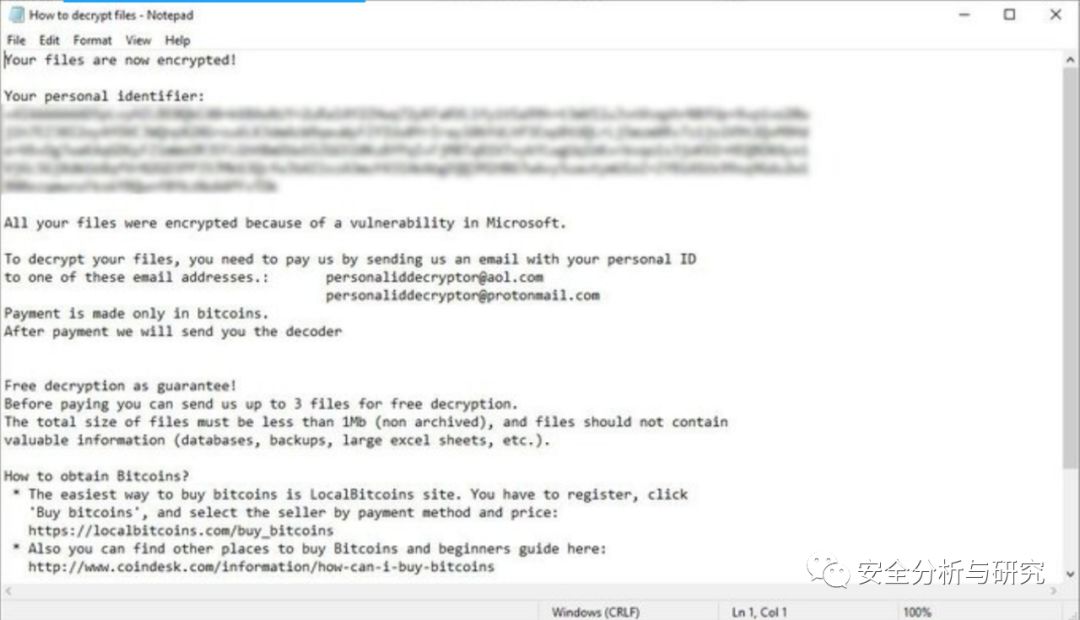 How to decrypt files - Notepad
File Edit Format View Help
Your files are now encrypted!
Your personal identifier:
All your files were encrypted because of a vulnerability in Microsoft.
To decrypt your files, you need to pay us by sending us an email with your personal ID
to one of these email addresses.: personaliddecryptor@aol.com
personaliddecryptor@protonmail.com
Payment is made only in bitcoins.
After payment we will send you the decoder
Free decryption as guarantee!
Before paying you can send us up to 3 files for free decryption.
The total size of files must be less than 1Mb (non archived), and files should not contain
valuable information (databases, backups, large excel sheets, etc.).
How to obtain Bitcoins?
* The easiest way to buy bitcoins is LocalBitcoins site. You have to register, click
'Buy bitcoins', and select the seller by payment method and price:
https://localbitcoins.com/buy_bitcoins
* Also you can find other places to buy Bitcoins and beginners guide here:
http://www.coindesk.com/information/how-can-i-buy-bitcoins
安全分析与研究
Windows (CRLF) Ln 1, Col 1 100%